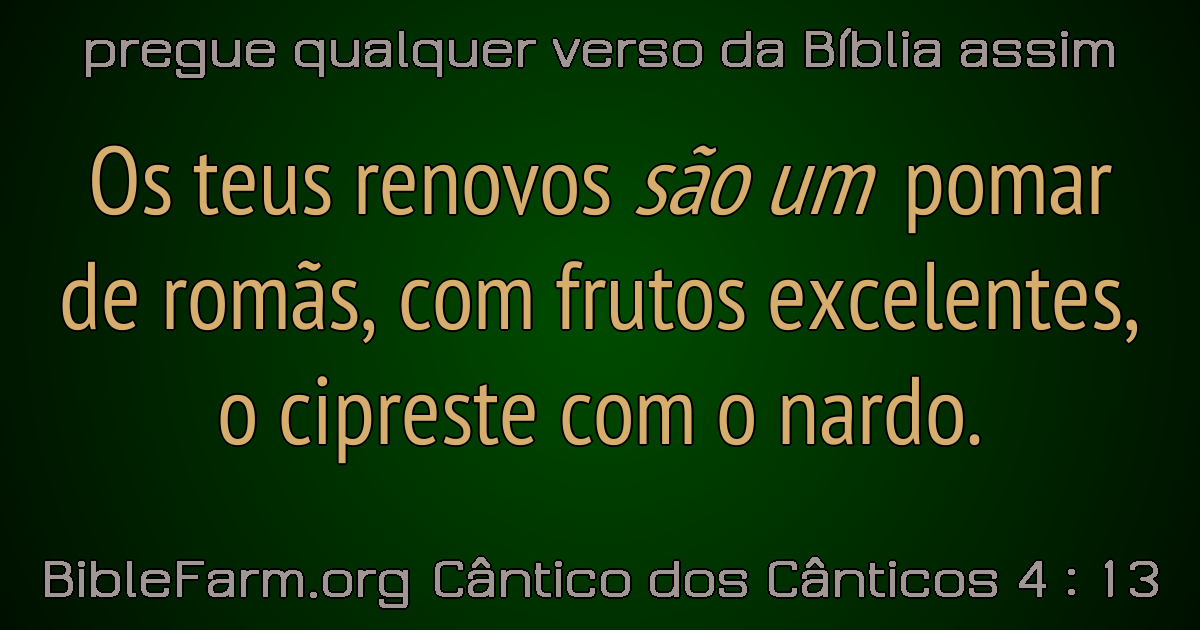 pregue qualquer verso da Bíblia assim
Os teus renovos são um pomar
de romãs, com frutos excelentes,
o cipreste com o nardo.
BibleFarm.org Cântico dos Cânticos 4 : 13